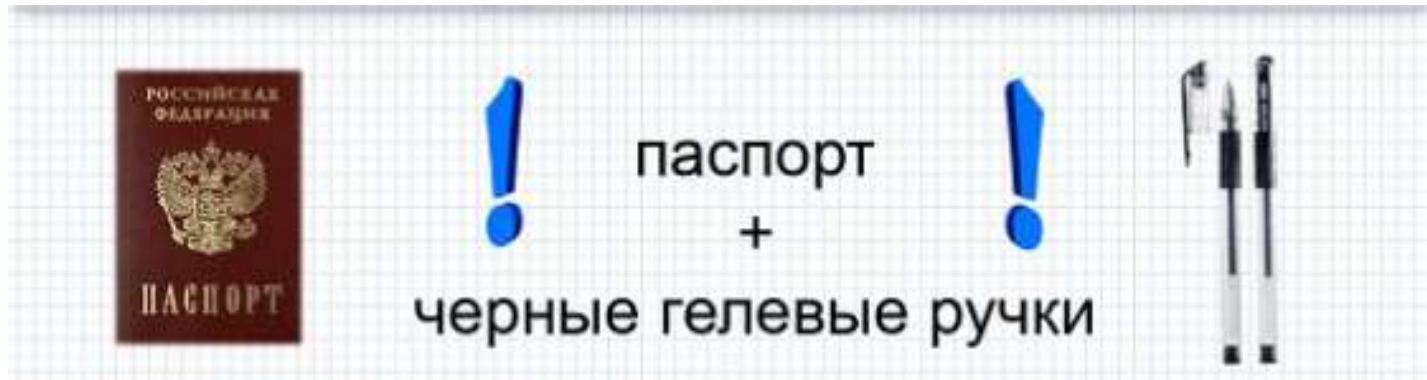 РОССИЙСКАЯ
ФЕДЕРАЦИЯ
ПАСПОРТ
!
паспорт
!
+
черные гелевые ручки